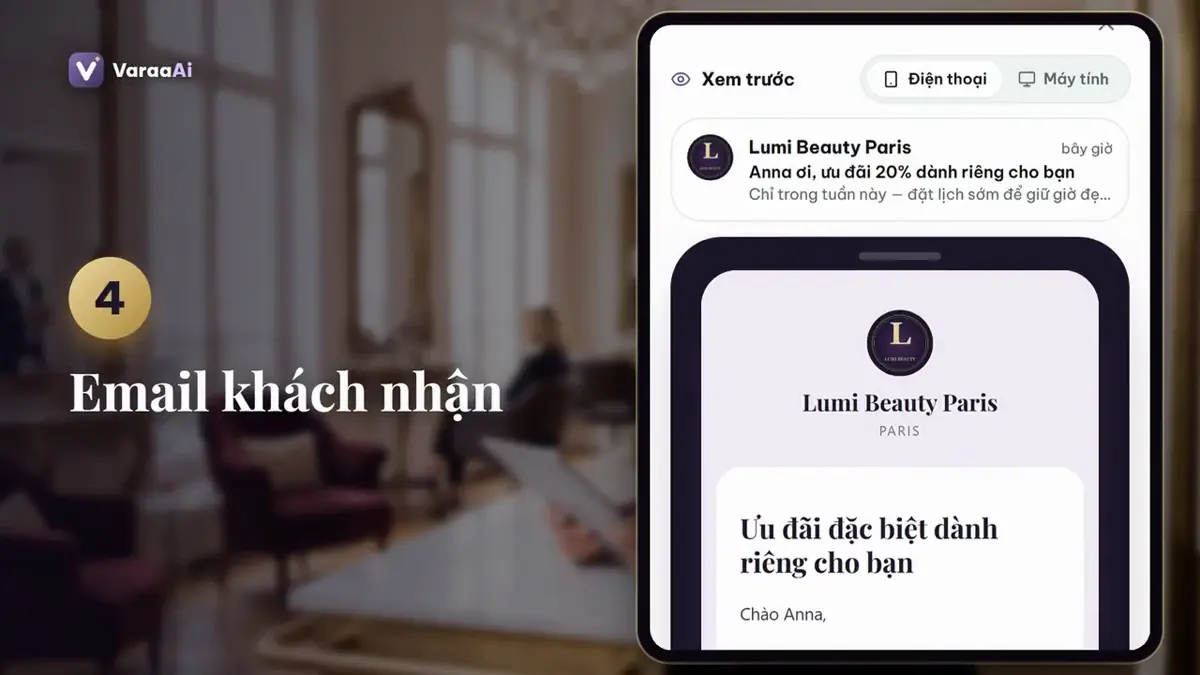 VaraaAi
4
Email khách nhận
Xem trước
Điện thoại
Máy tính
L
Lumi Beauty Paris
bây giờ
Anna ơi, ưu đãi 20% dành riêng cho bạn
Chỉ trong tuần này — đặt lịch sớm để giữ giờ đẹ...
L
LUMI BEAUTY
Lumi Beauty Paris
PARIS
Ưu đãi đặc biệt dành
riêng cho bạn
Chào Anna,